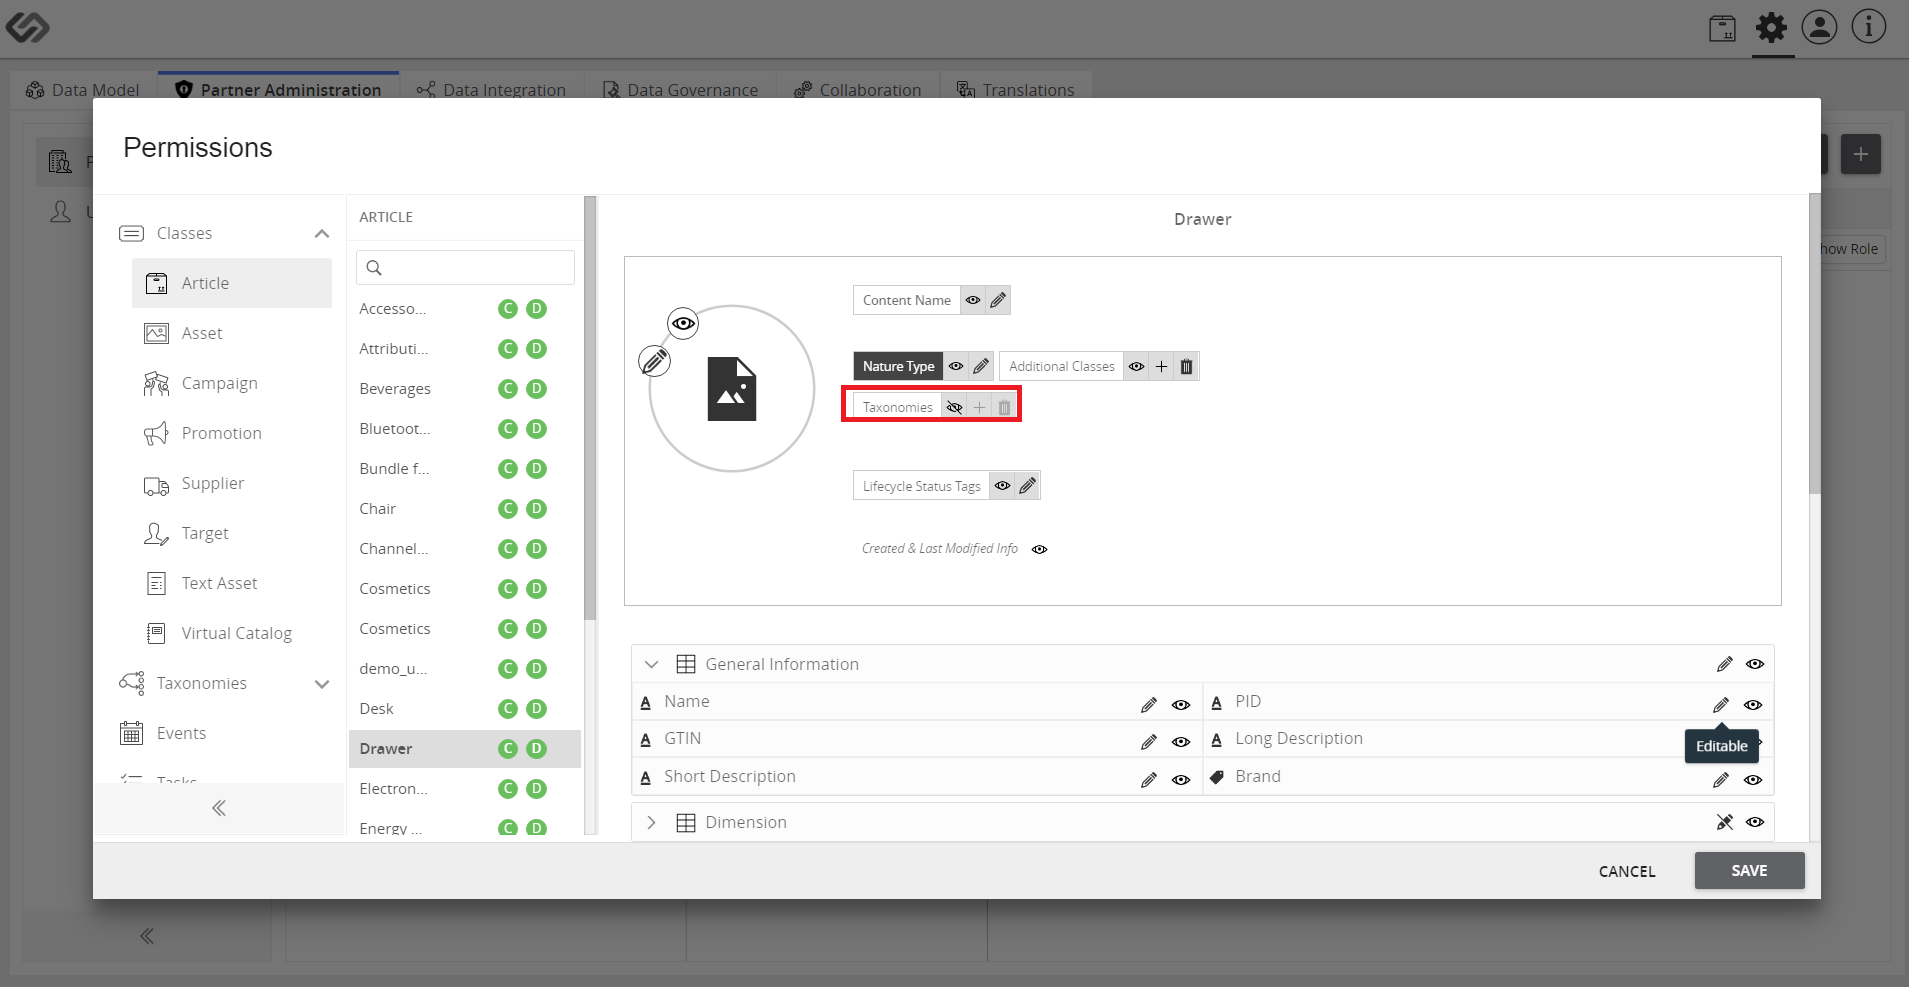 Data Model
Partner Administration
Data Integration
Data Governance
Collaboration
Translations
Permissions
how Role
Classes
Article
Asset
Campaign
Promotion
Supplier
Target
Text Asset
Virtual Catalog
Taxonomies
Events
Tasks
ARTICLE
Accesso... C D
Attributi... C D
Beverages C D
Bluetoot... C D
Bundle f... C D
Chair C D
Channel... C D
Cosmetics C D
Cosmetics C D
demo_u... C D
Desk C D
Drawer C D
Electron... C D
Energy ... C D
Drawer
Content Name
Nature Type
Additional Classes
Taxonomies
Lifecycle Status Tags
Created & Last Modified Info
General Information
A Name
A PID
A GTIN
A Long Description
Editable
A Short Description
Brand
Dimension
CANCEL
SAVE